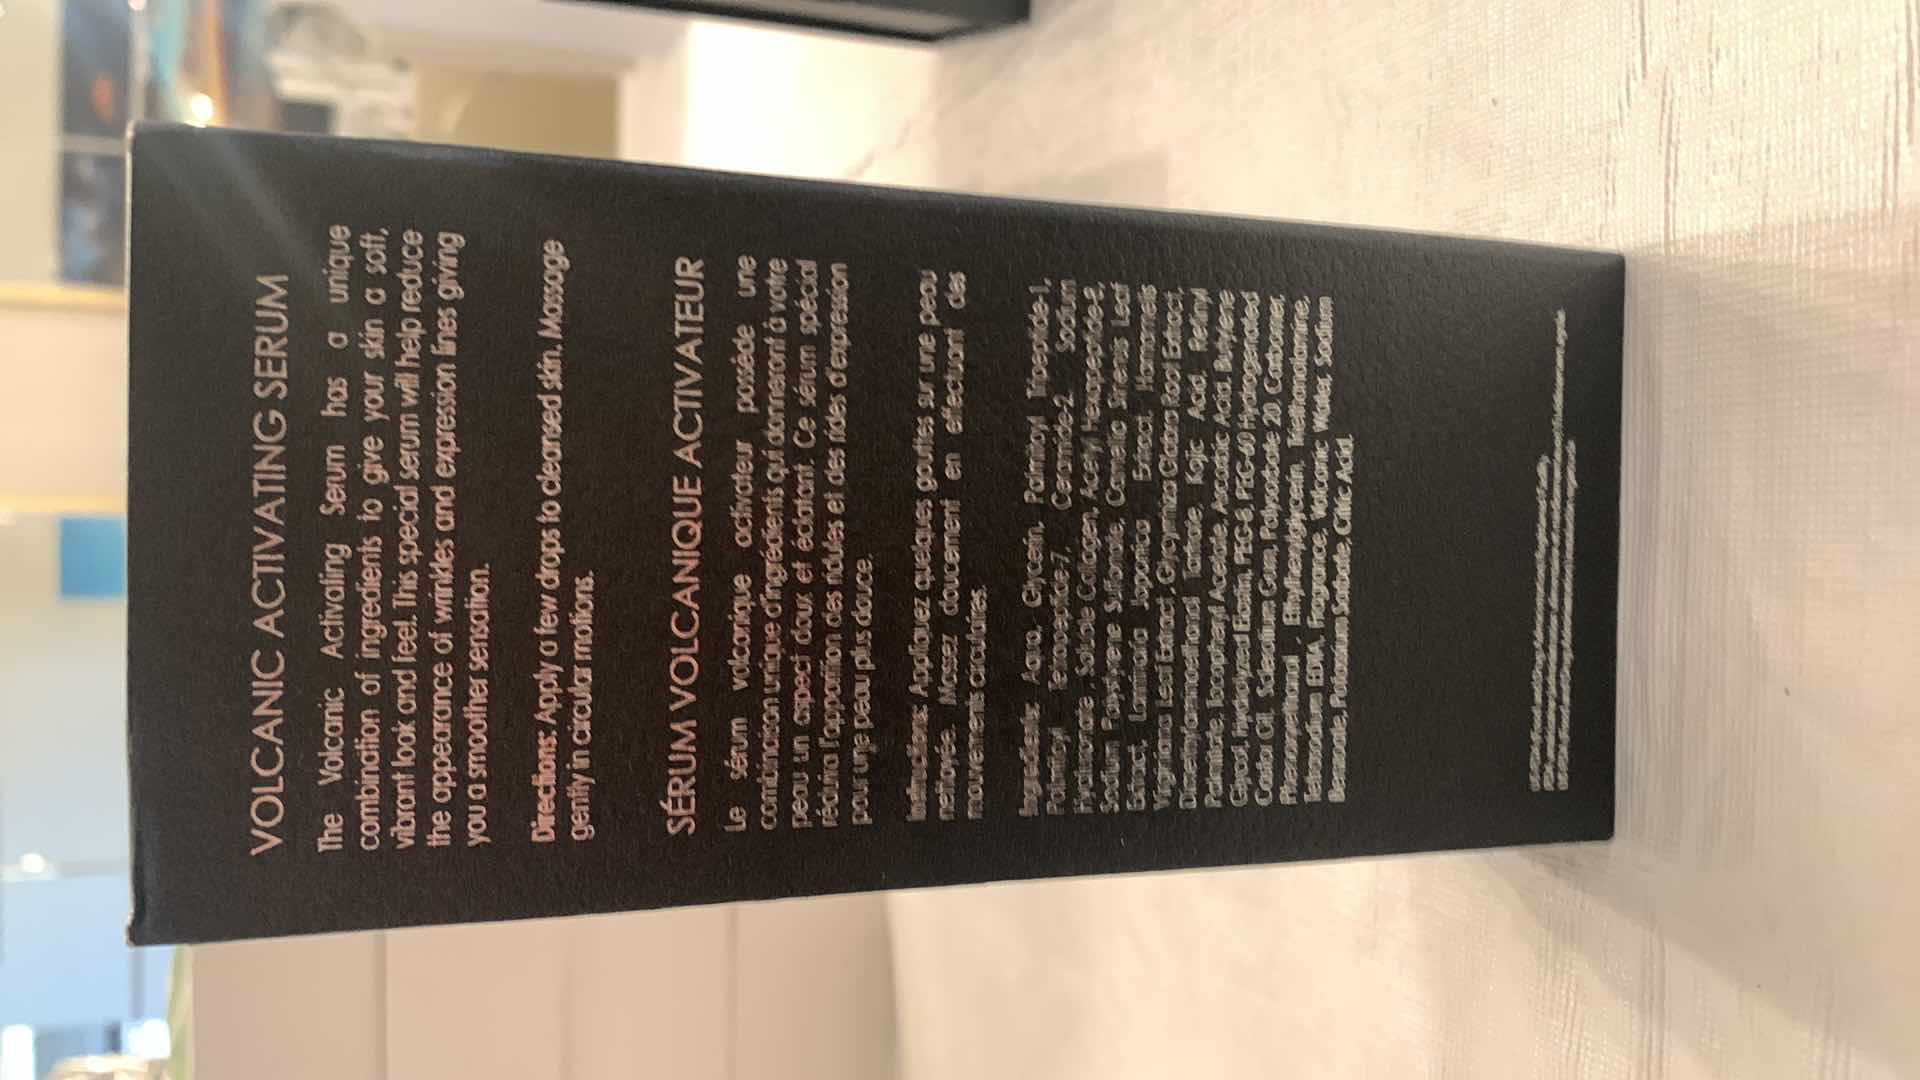 VOLCANIC ACTIVATING SERUM
The Volcanic Activating Serum has a unique
combination of ingredients to give your skin a soft,
vibrant look and feel. This special serum will help reduce
the appearance of wrinkles and expression lines giving
you a smoother sensation.
Directions: Apply a few drops to cleansed skin. Massage
gently in circular motions.
SÉRUM VOLCANIQUE ACTIVATEUR
Le sérum volcanique activateur possède une
combinaison unique d'ingrédients qui donneront à votre
peau un aspect doux et éclatant. Ce sérum spécial
réduira l'apparition des ridules et des rides d'expression
pour une peau plus douce.
Instructions: Appliquez quelques gouttes sur une peau
nettoyée. Massez doucement en effectuant des
mouvements circulaires.
Ingredients: Aqua, Glycerin, Palmitoyl Tripeptide-1,
Palmitoyl Tetrapeptide-7, Ceramide-2, Sodium
Hyaluronate, Soluble Collagen, Acetyl Hexapeptide-8,
Sodium Polystyrene Sulfonate, Camellia Sinensis Leaf
Extract, Laminaria Japonica Extract, Hamamelis
Virginiana Leaf Extract, Glycyrrhiza Glabra Root Extract,
Dimethylaminoethanol Tartrate, Kojic Acid, Retinyl
Palmitate, Tocopheryl Acetate, Ascorbic Acid, Butylene
Glycol, Hydrolyzed Elastin, PEG-8, PEG-60 Hydrogenated
Castor Oil, Sclerotium Gum, Polysorbate 20, Carbomer,
Phenoxyethanol, Ethylhexylglycerin, Triethanolamine,
Tetrasodium EDTA, Fragrance, Volcanic Water, Sodium
Benzoate, Potassium Sorbate, Citric Acid.